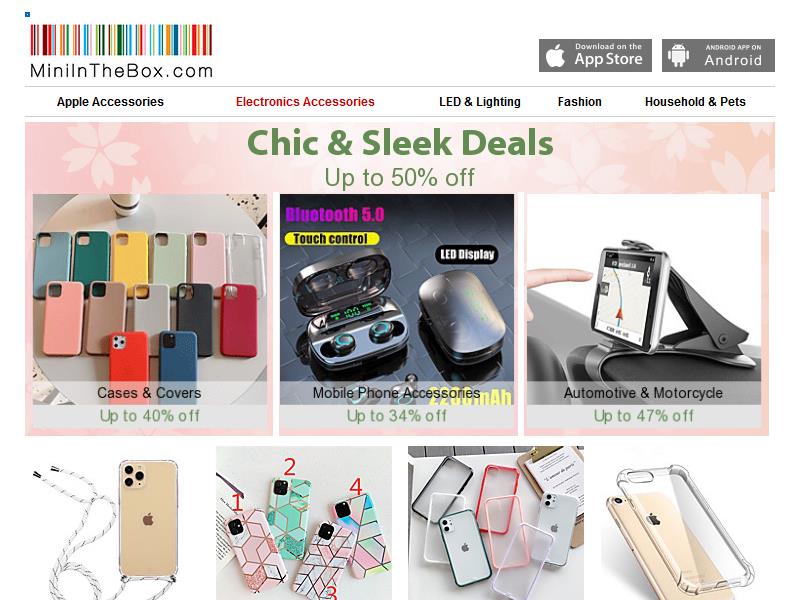 MiniInTheBox.com
Download on the
App Store
ANDROID APP ON
Android
Apple Accessories
Electronics Accessories
LED & Lighting
Fashion
Household & Pets
Chic & Sleek Deals
Up to 50% off
Bluetooth 5.0
Touch control
LED Display
100
2200mAh
Cases & Covers
Mobile Phone Accessories
Automotive & Motorcycle
Up to 40% off
Up to 34% off
Up to 47% off
1
2
4
3